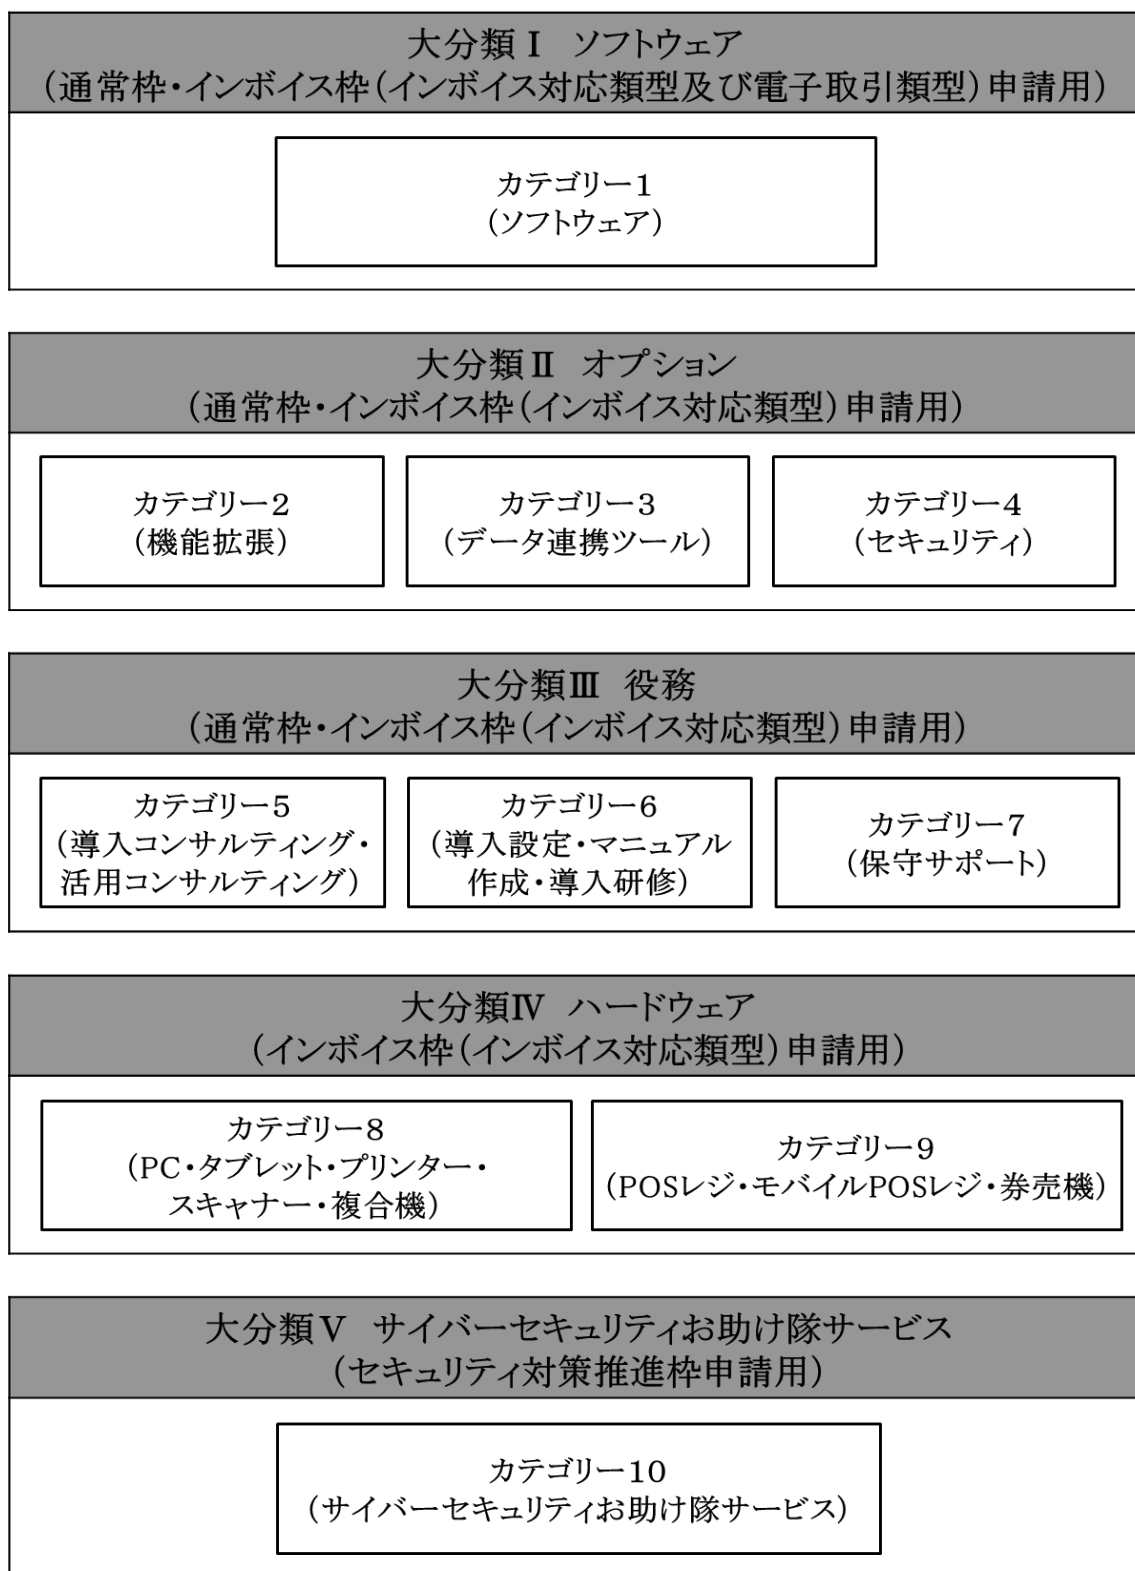 大分類Ⅰ　ソフトウェア
(通常枠・インボイス枠(インボイス対応類型及び電子取引類型)申請用)
カテゴリー1
(ソフトウェア)
大分類Ⅱ　オプション
(通常枠・インボイス枠(インボイス対応類型)申請用)
カテゴリー2
(機能拡張)
カテゴリー3
(データ連携ツール)
カテゴリー4
(セキュリティ)
大分類Ⅲ　役務
(通常枠・インボイス枠(インボイス対応類型)申請用)
カテゴリー5
(導入コンサルティング・
活用コンサルティング)
カテゴリー6
(導入設定・マニュアル
作成・導入研修)
カテゴリー7
(保守サポート)
大分類Ⅳ　ハードウェア
(インボイス枠(インボイス対応類型)申請用)
カテゴリー8
(PC・タブレット・プリンター・
スキャナー・複合機)
カテゴリー9
(POSレジ・モバイルPOSレジ・券売機)
大分類Ⅴ　サイバーセキュリティお助け隊サービス
(セキュリティ対策推進枠申請用)
カテゴリー10
(サイバーセキュリティお助け隊サービス)